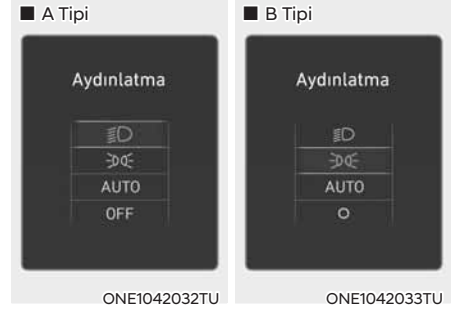 ■ A Tipi
Aydınlatma
AUTO
OFF
ONE1042032TU
■ B Tipi
Aydınlatma
AUTO
ONE1042033TU